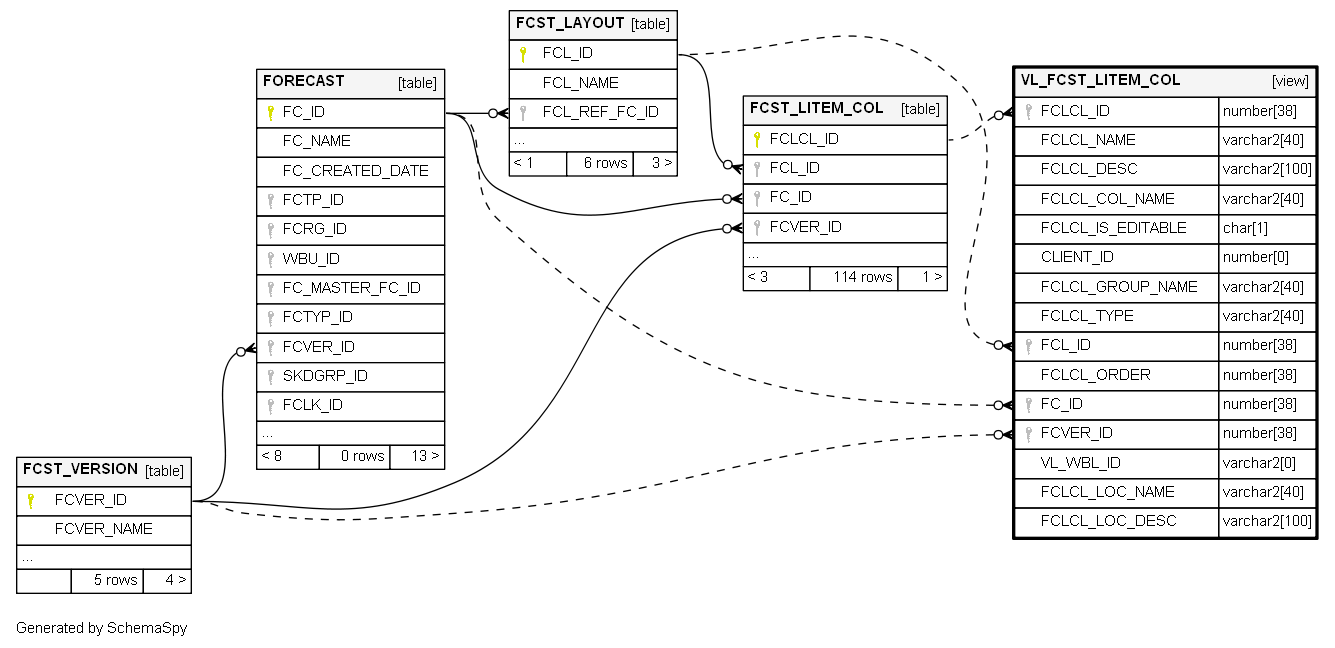 FCST_LAYOUT [table]
FCL_ID
FCL_NAME
FCL_REF_FC_ID
...
< 1 6 rows 3 >
FORECAST [table]
FC_ID
FC_NAME
FC_CREATED_DATE
FCTP_ID
FCRG_ID
WBU_ID
FC_MASTER_FC_ID
FCTYP_ID
FCVER_ID
SKDGRP_ID
FCLK_ID
...
< 8 0 rows 13 >
FCST_LITEM_COL [table]
FCLCL_ID
FCL_ID
FC_ID
FCVER_ID
...
< 3 114 rows 1 >
VL_FCST_LITEM_COL [view]
FCLCL_ID number[38]
FCLCL_NAME varchar2[40]
FCLCL_DESC varchar2[100]
FCLCL_COL_NAME varchar2[40]
FCLCL_IS_EDITABLE char[1]
CLIENT_ID number[0]
FCLCL_GROUP_NAME varchar2[40]
FCLCL_TYPE varchar2[40]
FCL_ID number[38]
FCLCL_ORDER number[38]
FC_ID number[38]
FCVER_ID number[38]
VL_WBL_ID varchar2[0]
FCLCL_LOC_NAME varchar2[40]
FCLCL_LOC_DESC varchar2[100]
FCST_VERSION [table]
FCVER_ID
FCVER_NAME
...
5 rows 4 >
Generated by SchemaSpy